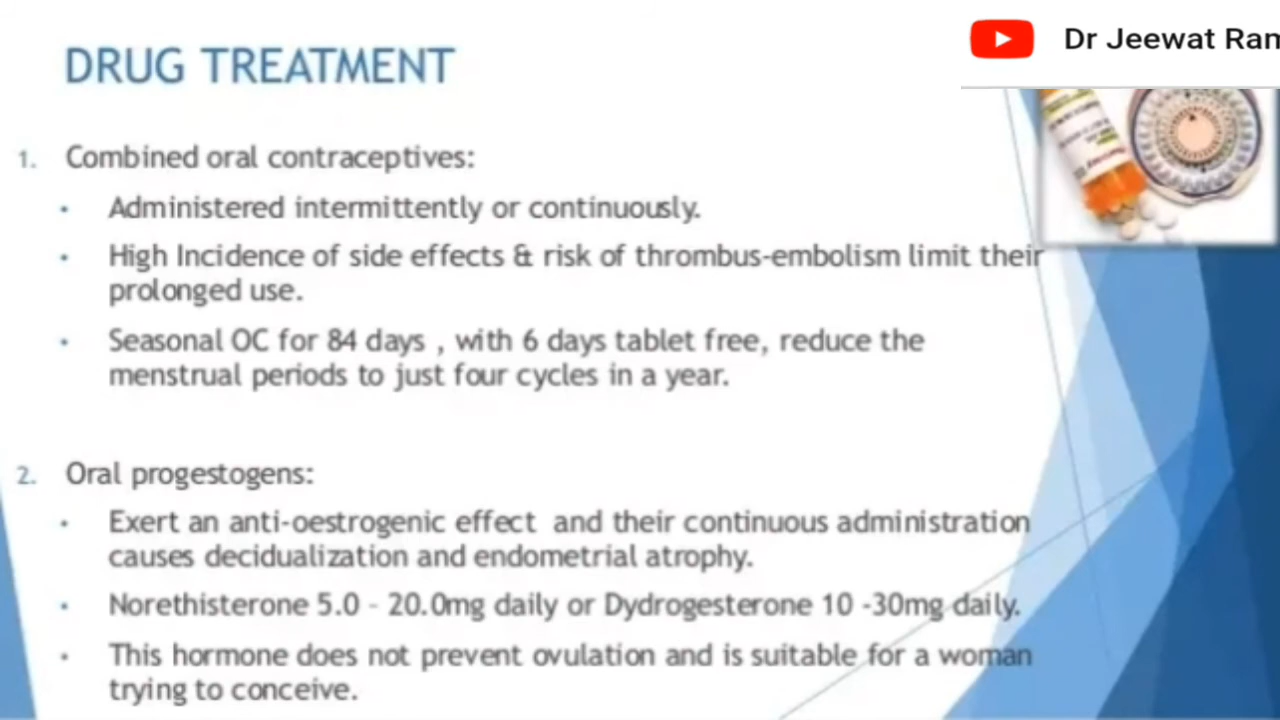 Dr Jeewat Ram
DRUG TREATMENT
1. Combined oral contraceptives:
• Administered intermittently or continuously.
• High Incidence of side effects & risk of thrombus-embolism limit their
prolonged use.
• Seasonal OC for 84 days , with 6 days tablet free, reduce the
menstrual periods to just four cycles in a year.
2. Oral progestogens:
• Exert an anti-oestrogenic effect and their continuous administration
causes decidualization and endometrial atrophy.
• Norethisterone 5.0 – 20.0mg daily or Dydrogesterone 10 -30mg daily.
• This hormone does not prevent ovulation and is suitable for a woman
trying to conceive.